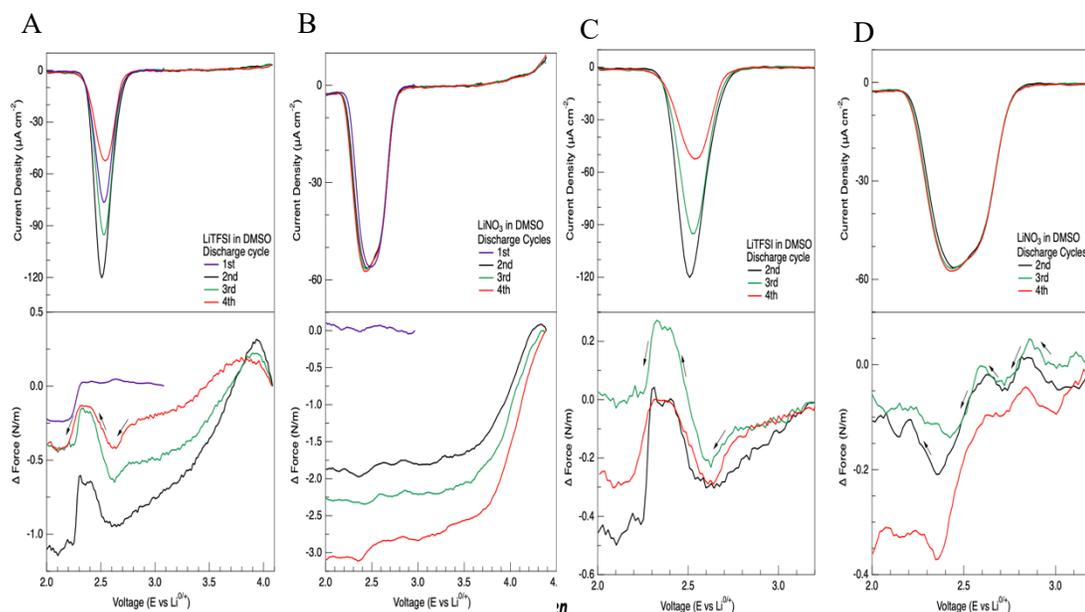 A
B
C
D
Current Density (µA cm⁻²)
0
-30
-60
-90
-120
LiTFSI in DMSO
Discharge cycle
1st
2nd
3rd
4th
Δ Force (N/m)
0.5
0.0
-0.5
-1.0
2.0 2.5 3.0 3.5 4.0
Voltage (E vs Li⁰ᐟ⁺)
Current Density (µA cm⁻²)
0
-30
-60
LiNO₃ in DMSO
Discharge Cycles
1st
2nd
3rd
4th
Δ Force (N/m)
0.0
-0.5
-1.0
-1.5
-2.0
-2.5
-3.0
2.0 2.5 3.0 3.5 4.0 4.
Voltage (E vs Li⁰ᐟ⁺)
Current Density (µA cm⁻²)
0
-30
-60
-90
-120
LiTFSI in DMSO
Discharge cycle
2nd
3rd
4th
Δ Force (N/m)
0.2
0.0
-0.2
-0.4
-0.6
2.0 2.5 3.0
Voltage (E vs Li⁰ᐟ⁺)
Current Density (µA cm⁻²)
0
-30
-60
LiNO₃ in DMSO
Discharge Cycles
2nd
3rd
4th
Δ Force (N/m)
0.0
-0.2
-0.4
2.0 2.5 3.0
Voltage (E vs Li⁰ᐟ⁺)